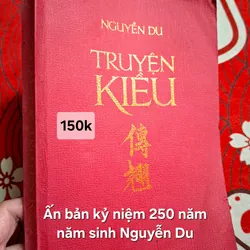 NGUYỄN DU
TRUYỆN
KIỀU
傳翹
150k
Ấn bản kỷ niệm 250 năm
năm sinh Nguyễn Du